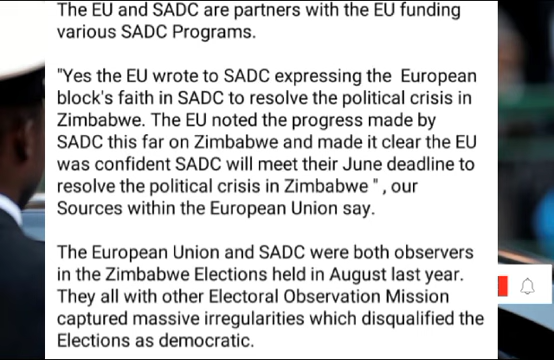 The EU and SADC are partners with the EU funding
various SADC Programs.
"Yes the EU wrote to SADC expressing the  European
block's faith in SADC to resolve the political crisis in
Zimbabwe. The EU noted the progress made by
SADC this far on Zimbabwe and made it clear the EU
was confident SADC will meet their June deadline to
resolve the political crisis in Zimbabwe " , our
Sources within the European Union say.
The European Union and SADC were both observers
in the Zimbabwe Elections held in August last year.
They all with other Electoral Observation Mission
captured massive irregularities which disqualified the
Elections as democratic.